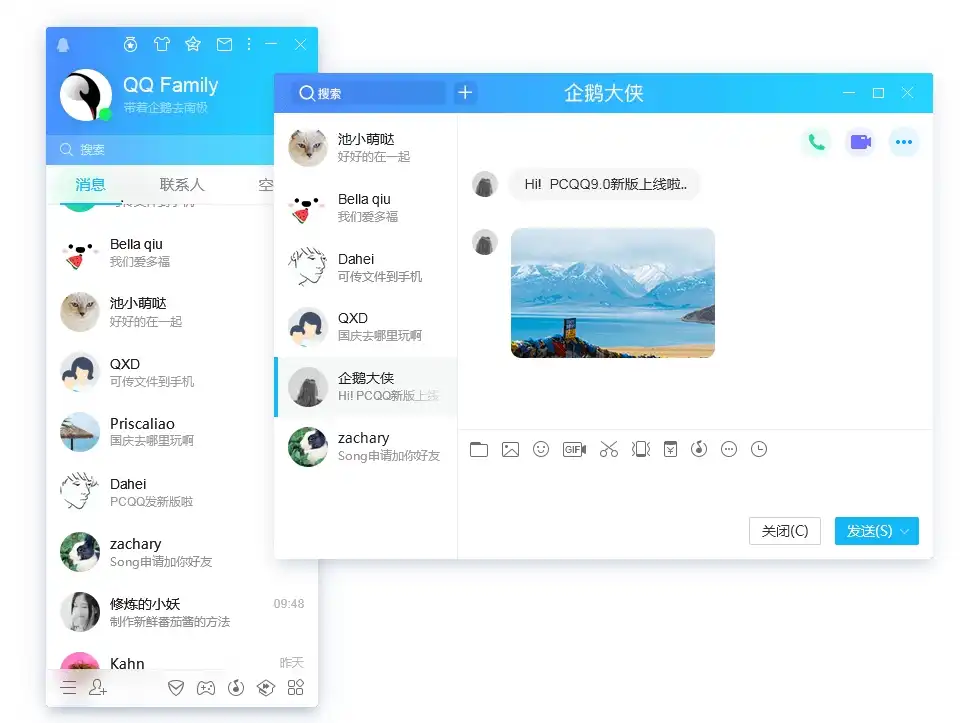 QQ Family
带着企鹅去南极
搜索
消息
联系人
空
Bella qiu
我们爱多福
池小萌哒
好好的在一起
QXD
可传文件到手机
Priscaliao
国庆去哪里玩啊
Dahei
PCQQ发新版啦
zachary
Song申请加你好友
修炼的小妖
09:48
制作新鲜番茄酱的方法
Kahn
昨天
搜索
企鹅大侠
池小萌哒
好好的在一起
Bella qiu
我们爱多福
Dahei
可传文件到手机
QXD
国庆去哪里玩啊
企鹅大侠
Hi! PCQQ新版上线
zachary
Song申请加你好友
Hi! PCQQ9.0新版上线啦..
GIF
关闭(C)
发送(S)